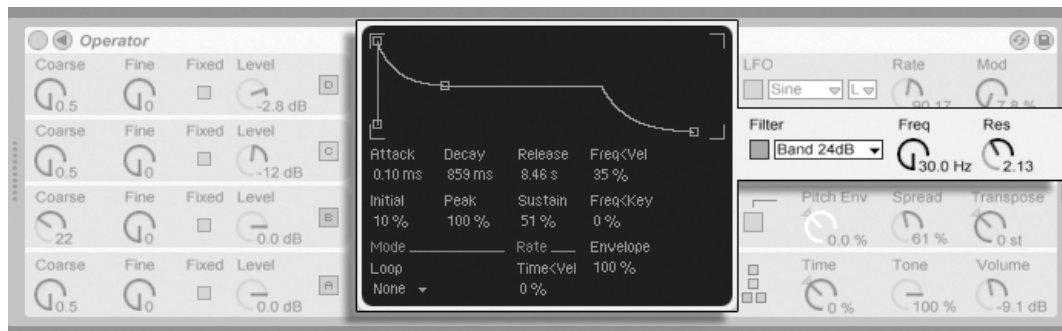 Operator
Coarse Fine Fixed Level
0.5 0 -2.8 dB D
Coarse Fine Fixed Level
0.5 0 -12 dB C
Coarse Fine Fixed Level
22 0 0.0 dB B
Coarse Fine Fixed Level
0.5 0 0.0 dB A
Attack Decay Release Freq<Vel
0.10 ms 859 ms 8.46 s 35 %
Initial Peak Sustain Freq<Key
10 % 100 % 51 % 0 %
Mode Rate Envelope
Loop Time<Vel 100 %
None 0 %
LFO Rate Mod
Sine L 90.17 7.8 %
Filter Freq Res
Band 24dB 30.0 Hz 2.13
Pitch Env Spread Transpose
0.0 % 61 % 0 st
Time Tone Volume
0 % 100 % -9.1 dB